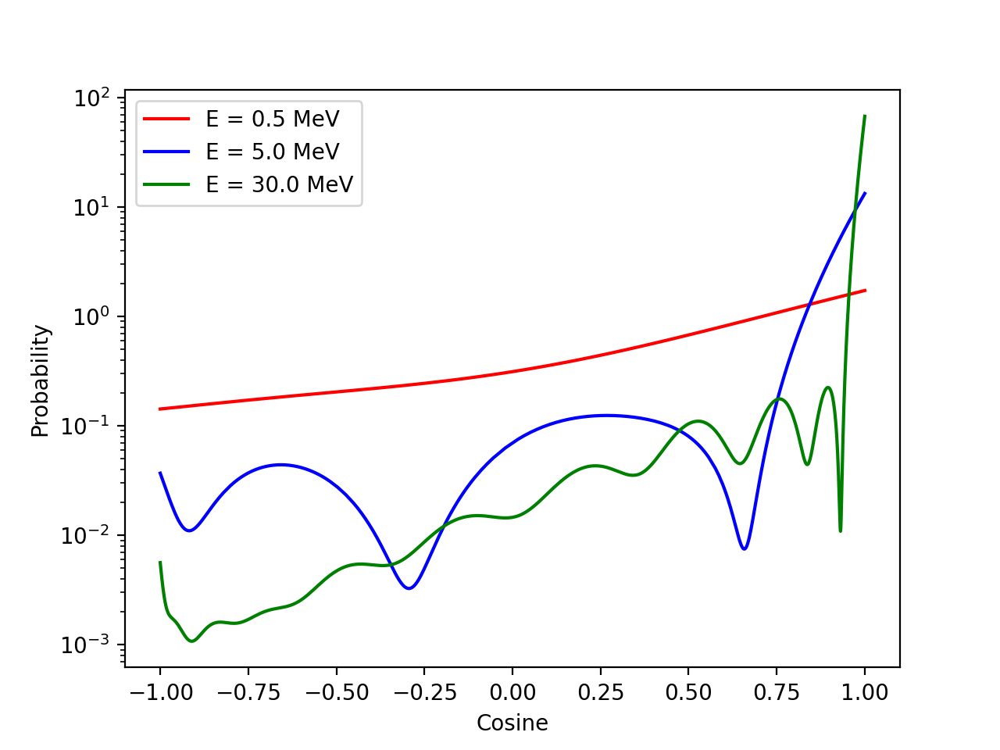 10²
10¹
10⁰
10⁻¹
10⁻²
10⁻³
Probability
E = 0.5 MeV
E = 5.0 MeV
E = 30.0 MeV
−1.00 −0.75 −0.50 −0.25 0.00 0.25 0.50 0.75 1.00
Cosine